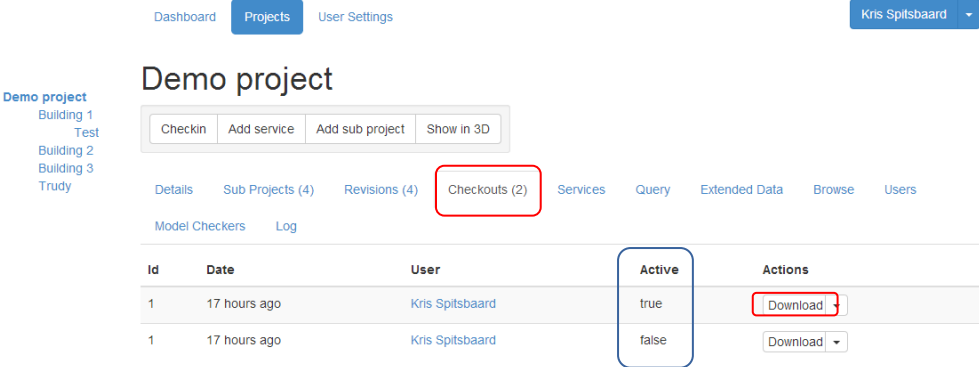 Dashboard Projects User Settings Kris Spitsbaard
Demo project
Demo project
Building 1
Test
Building 2
Building 3
Trudy
Checkin Add service Add sub project Show in 3D
Details Sub Projects (4) Revisions (4) Checkouts (2) Services Query Extended Data Browse Users
Model Checkers Log
Id Date User Active Actions
1 17 hours ago Kris Spitsbaard true Download
1 17 hours ago Kris Spitsbaard false Download